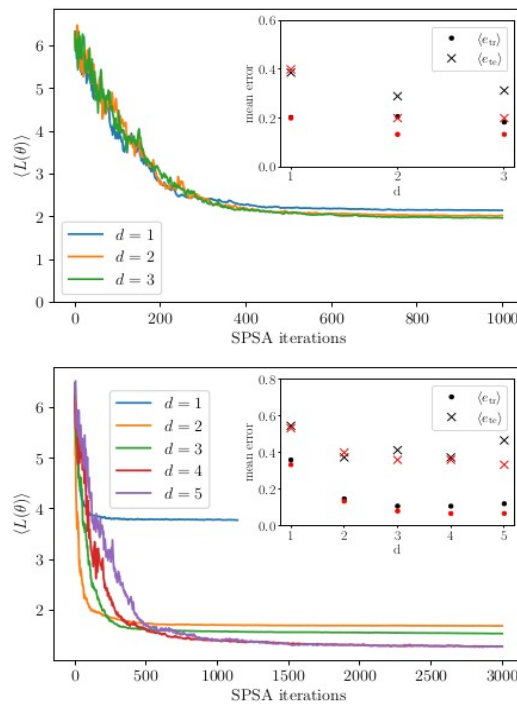 6
5
4
3
2
1
0
⟨L(θ)⟩
d = 1
d = 2
d = 3
0 200 400 600 800 1000
SPSA iterations
0.6
0.4
0.2
0.0
mean error
⟨e_tr⟩
⟨e_te⟩
1 2 3
d
6
5
4
3
2
⟨L(θ)⟩
d = 1
d = 2
d = 3
d = 4
d = 5
0 500 1000 1500 2000 2500 3000
SPSA iterations
0.8
0.6
0.4
0.2
0.0
mean error
⟨e_tr⟩
⟨e_te⟩
1 2 3 4 5
d